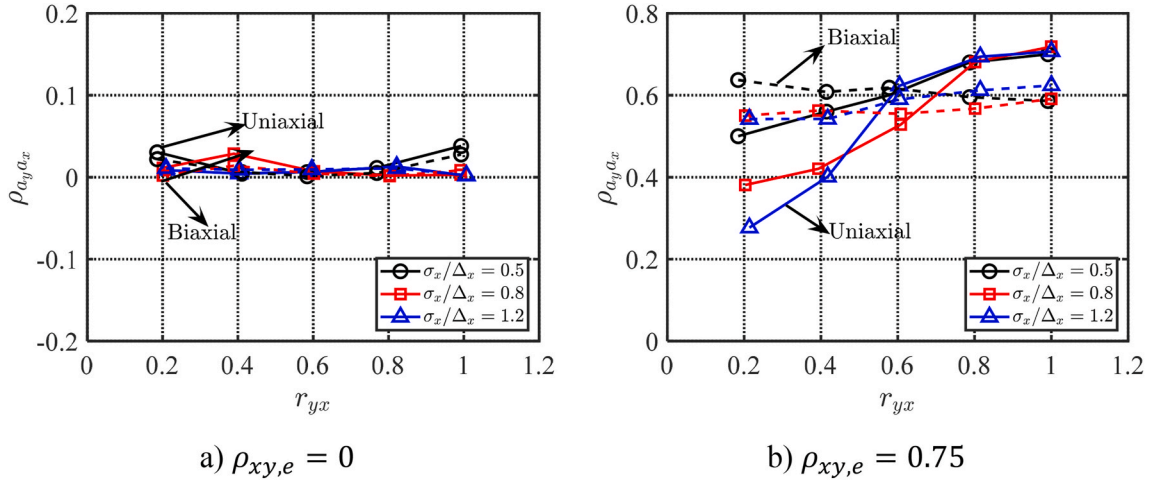 0.2
0.1
0
-0.1
-0.2
ρ_{a_y a_x}
Uniaxial
Biaxial
σ_x/Δ_x = 0.5
σ_x/Δ_x = 0.8
σ_x/Δ_x = 1.2
0 0.2 0.4 0.6 0.8 1 1.2
r_{yx}
a) ρ_{xy,e} = 0
0.8
0.6
0.4
0.2
0
ρ_{a_y a_x}
Biaxial
Uniaxial
σ_x/Δ_x = 0.5
σ_x/Δ_x = 0.8
σ_x/Δ_x = 1.2
0 0.2 0.4 0.6 0.8 1 1.2
r_{yx}
b) ρ_{xy,e} = 0.75